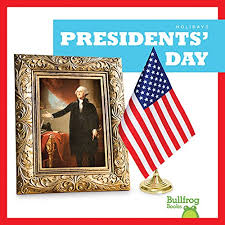 HOLIDAYS
PRESIDENTS'
DAY
Bullfrog
Books